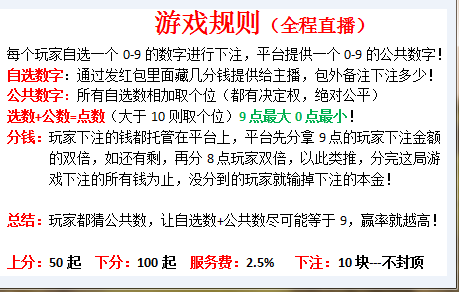 游戏规则（全程直播）
每个玩家自选一个 0-9 的数字进行下注，平台提供一个 0-9 的公共数字！
自选数字：通过发红包里面藏几分钱提供给主播，包外备注下注多少！
公共数字：所有自选数相加取个位（都有决定权，绝对公平）
选数+公数=点数（大于 10 则取个位）9 点最大 0 点最小！
分钱：玩家下注的钱都托管在平台上，平台先分拿 9 点的玩家下注金额
的双倍，如还有剩，再分 8 点玩家双倍，以此类推，分完这局游
戏下注的所有钱为止，没分到的玩家就输掉下注的本金！
总结：玩家都猜公共数，让自选数+公共数尽可能等于 9，赢率就越高！
上分：50 起 下分：100 起 服务费：2.5% 下注：10 块---不封顶